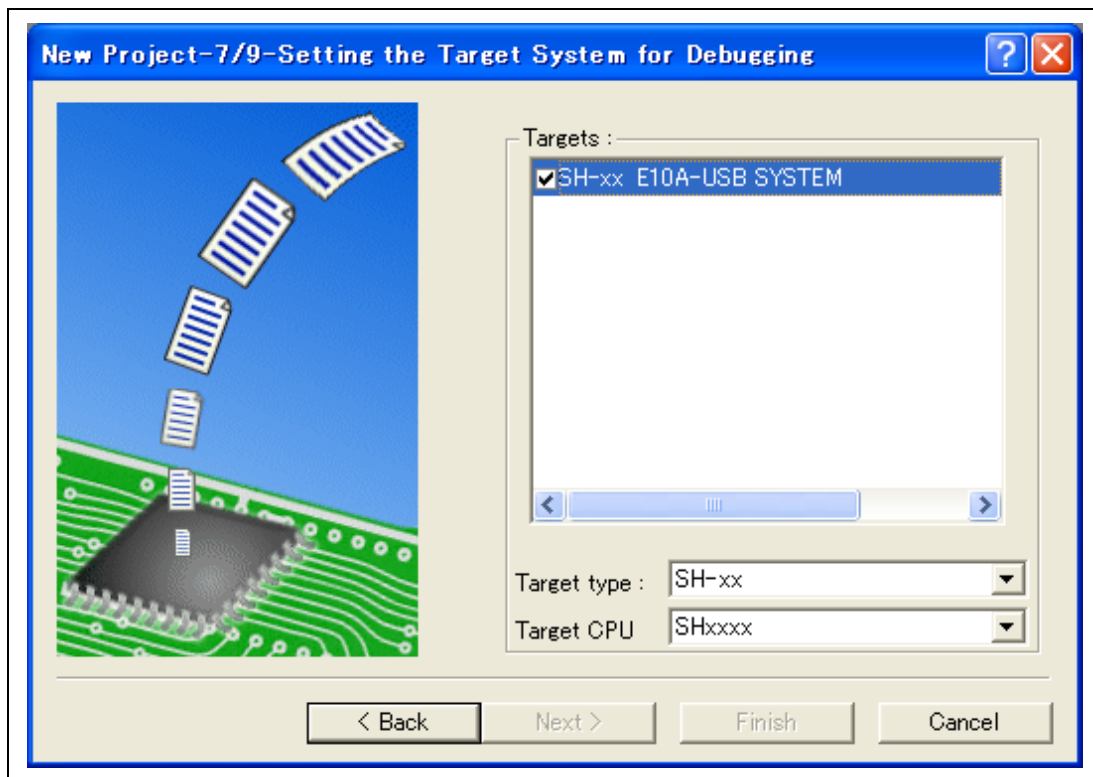 New Project-7/9-Setting the Target System for Debugging
Targets :
SH-xx E10A-USB SYSTEM
Target type : SH-xx
Target CPU SHxxxx
< Back Next > Finish Cancel